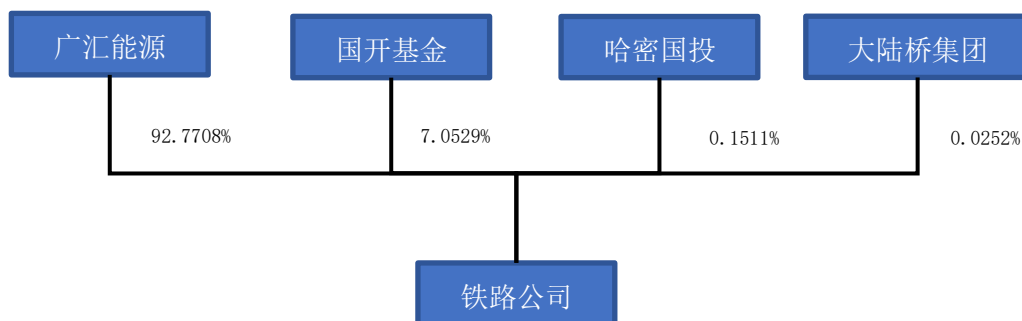 广汇能源
国开基金
哈密国投
大陆桥集团
92.7708%
7.0529%
0.1511%
0.0252%
铁路公司